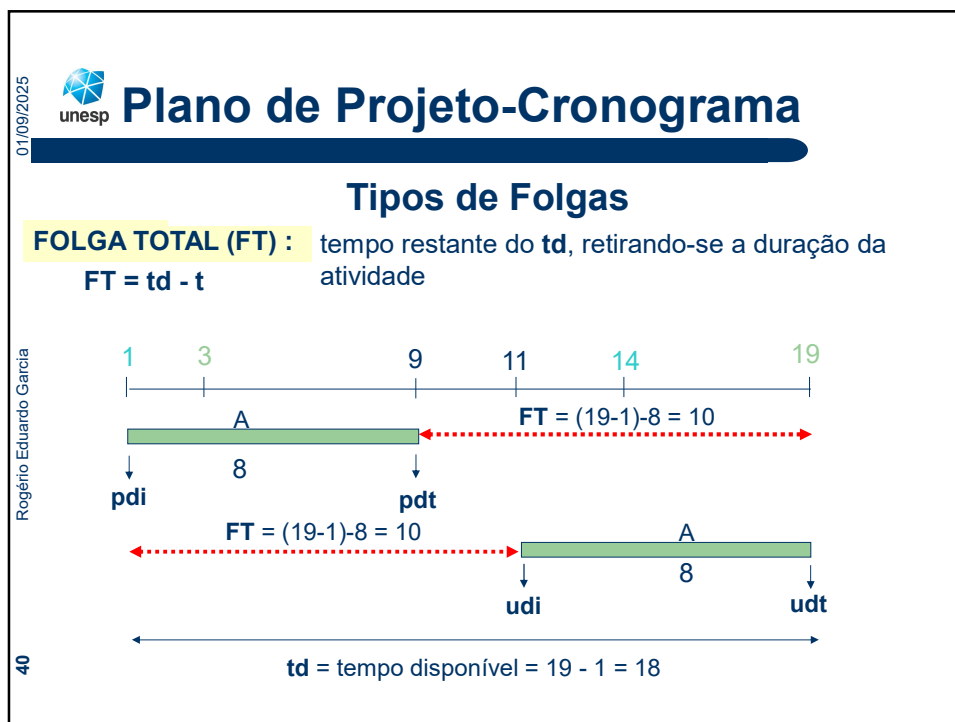 01/09/2025
unesp
Plano de Projeto-Cronograma
Tipos de Folgas
FOLGA TOTAL (FT) :
tempo restante do td, retirando-se a duração da
atividade
FT = td - t
Rogério Eduardo Garcia
1 3 9 11 14 19
A
FT = (19-1)-8 = 10
8
pdi pdt
FT = (19-1)-8 = 10
A
8
udi udt
td = tempo disponível = 19 - 1 = 18
40